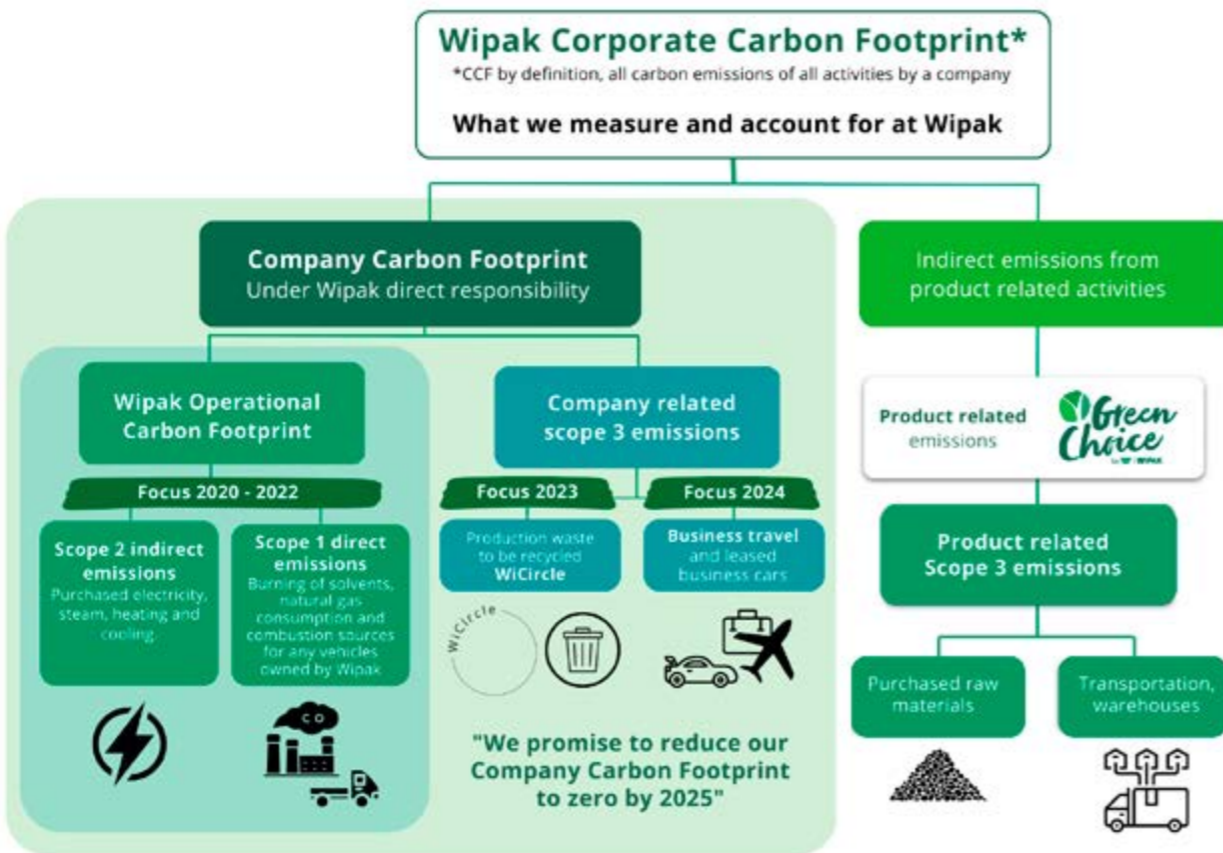 Wipak Corporate Carbon Footprint*
*CCF by definition, all carbon emissions of all activities by a company
What we measure and account for at Wipak
Company Carbon Footprint
Under Wipak direct responsibility
Indirect emissions from
product related activities
Wipak Operational
Carbon Footprint
Company related
scope 3 emissions
Product related
emissions
Green
Choice
Focus 2020 - 2022
Focus 2023
Focus 2024
Scope 2 indirect
emissions
Purchased electricity,
steam, heating and
cooling
Scope 1 direct
emissions
Burning of solvents,
natural gas
consumption and
combustion sources
for any vehicles
owned by Wipak
Production waste
to be recycled
WiCircle
Business travel
and leased
business cars
Product related
Scope 3 emissions
WiCircle
CO
Purchased raw
materials
Transportation,
warehouses
"We promise to reduce our
Company Carbon Footprint
to zero by 2025"